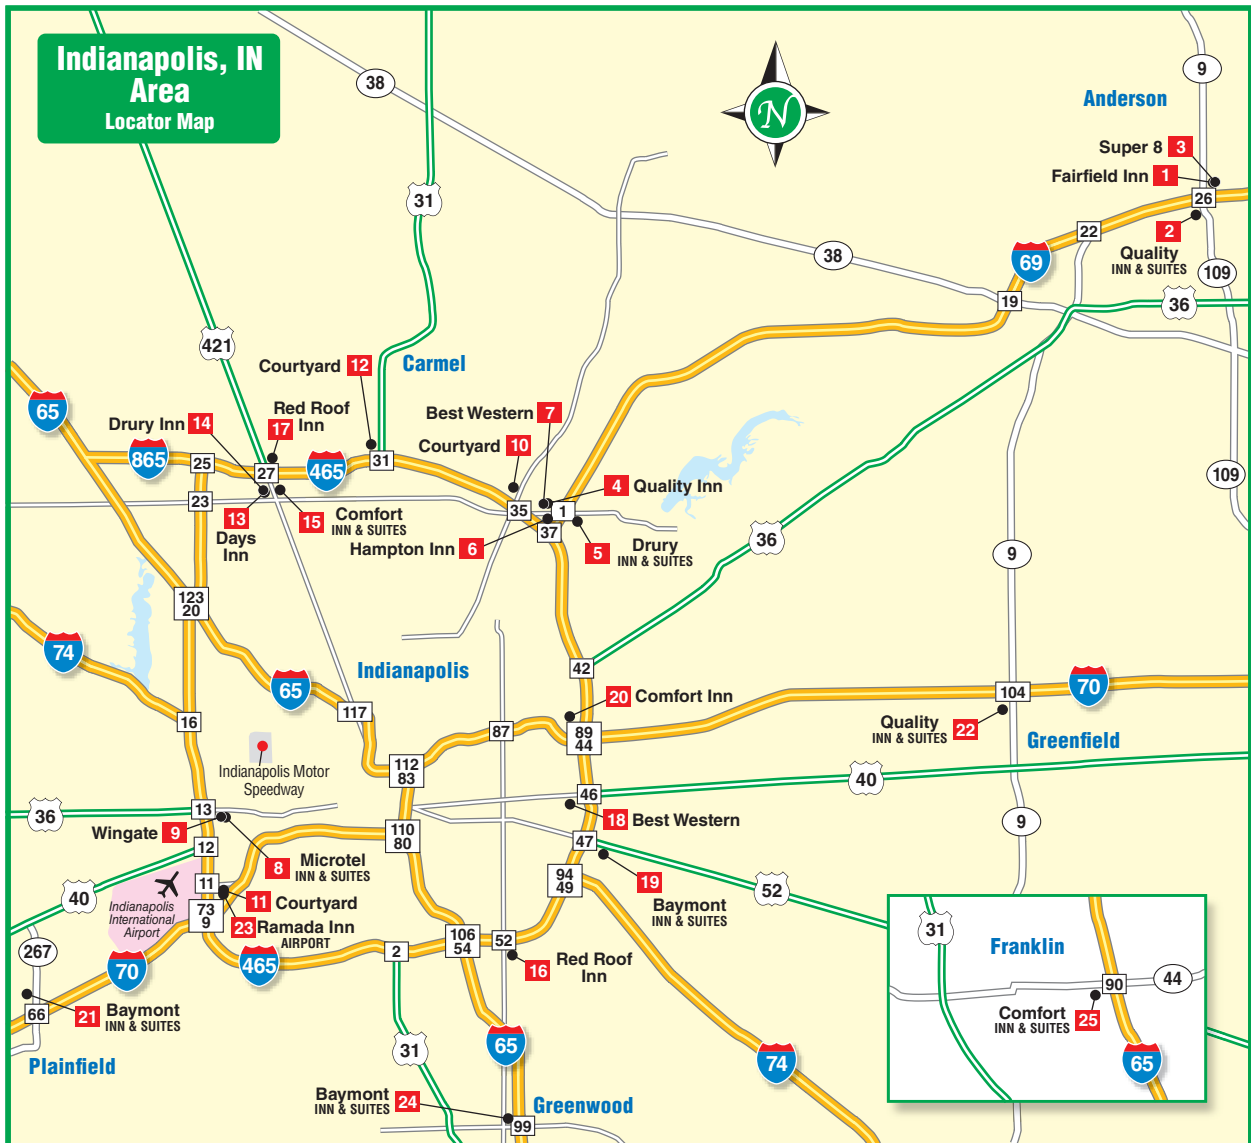 Indianapolis, IN
Area
Locator Map
38
9
Anderson
Super 8 3
Fairfield Inn 1
26
2
Quality
INN & SUITES
22
69
109
31
38
19
36
421
Courtyard 12
Carmel
65
Red Roof
Inn
17
Drury Inn 14
Best Western 7
Courtyard 10
865
25
27
465
31
23
4 Quality Inn
109
13
Days
Inn
15
Comfort
INN & SUITES
35
1
37
Hampton Inn 6
5
Drury
INN & SUITES
36
9
123
20
74
Indianapolis
42
65
20 Comfort Inn
104
70
117
16
87
89
44
Quality
INN & SUITES
22
Greenfield
Indianapolis Motor
Speedway
112
83
40
46
36
13
Wingate 9
18 Best Western
9
12
110
80
47
8
Microtel
INN & SUITES
40
11
94
49
19
Baymont
INN & SUITES
52
Indianapolis
International
Airport
73
9
11 Courtyard
23 Ramada Inn
AIRPORT
267
70
465
2
106
54
52
16
Red Roof
Inn
31
Franklin
90
44
Comfort
INN & SUITES
25
65
66
21
Baymont
INN & SUITES
Plainfield
31
65
74
Baymont
INN & SUITES
24
Greenwood
99
N